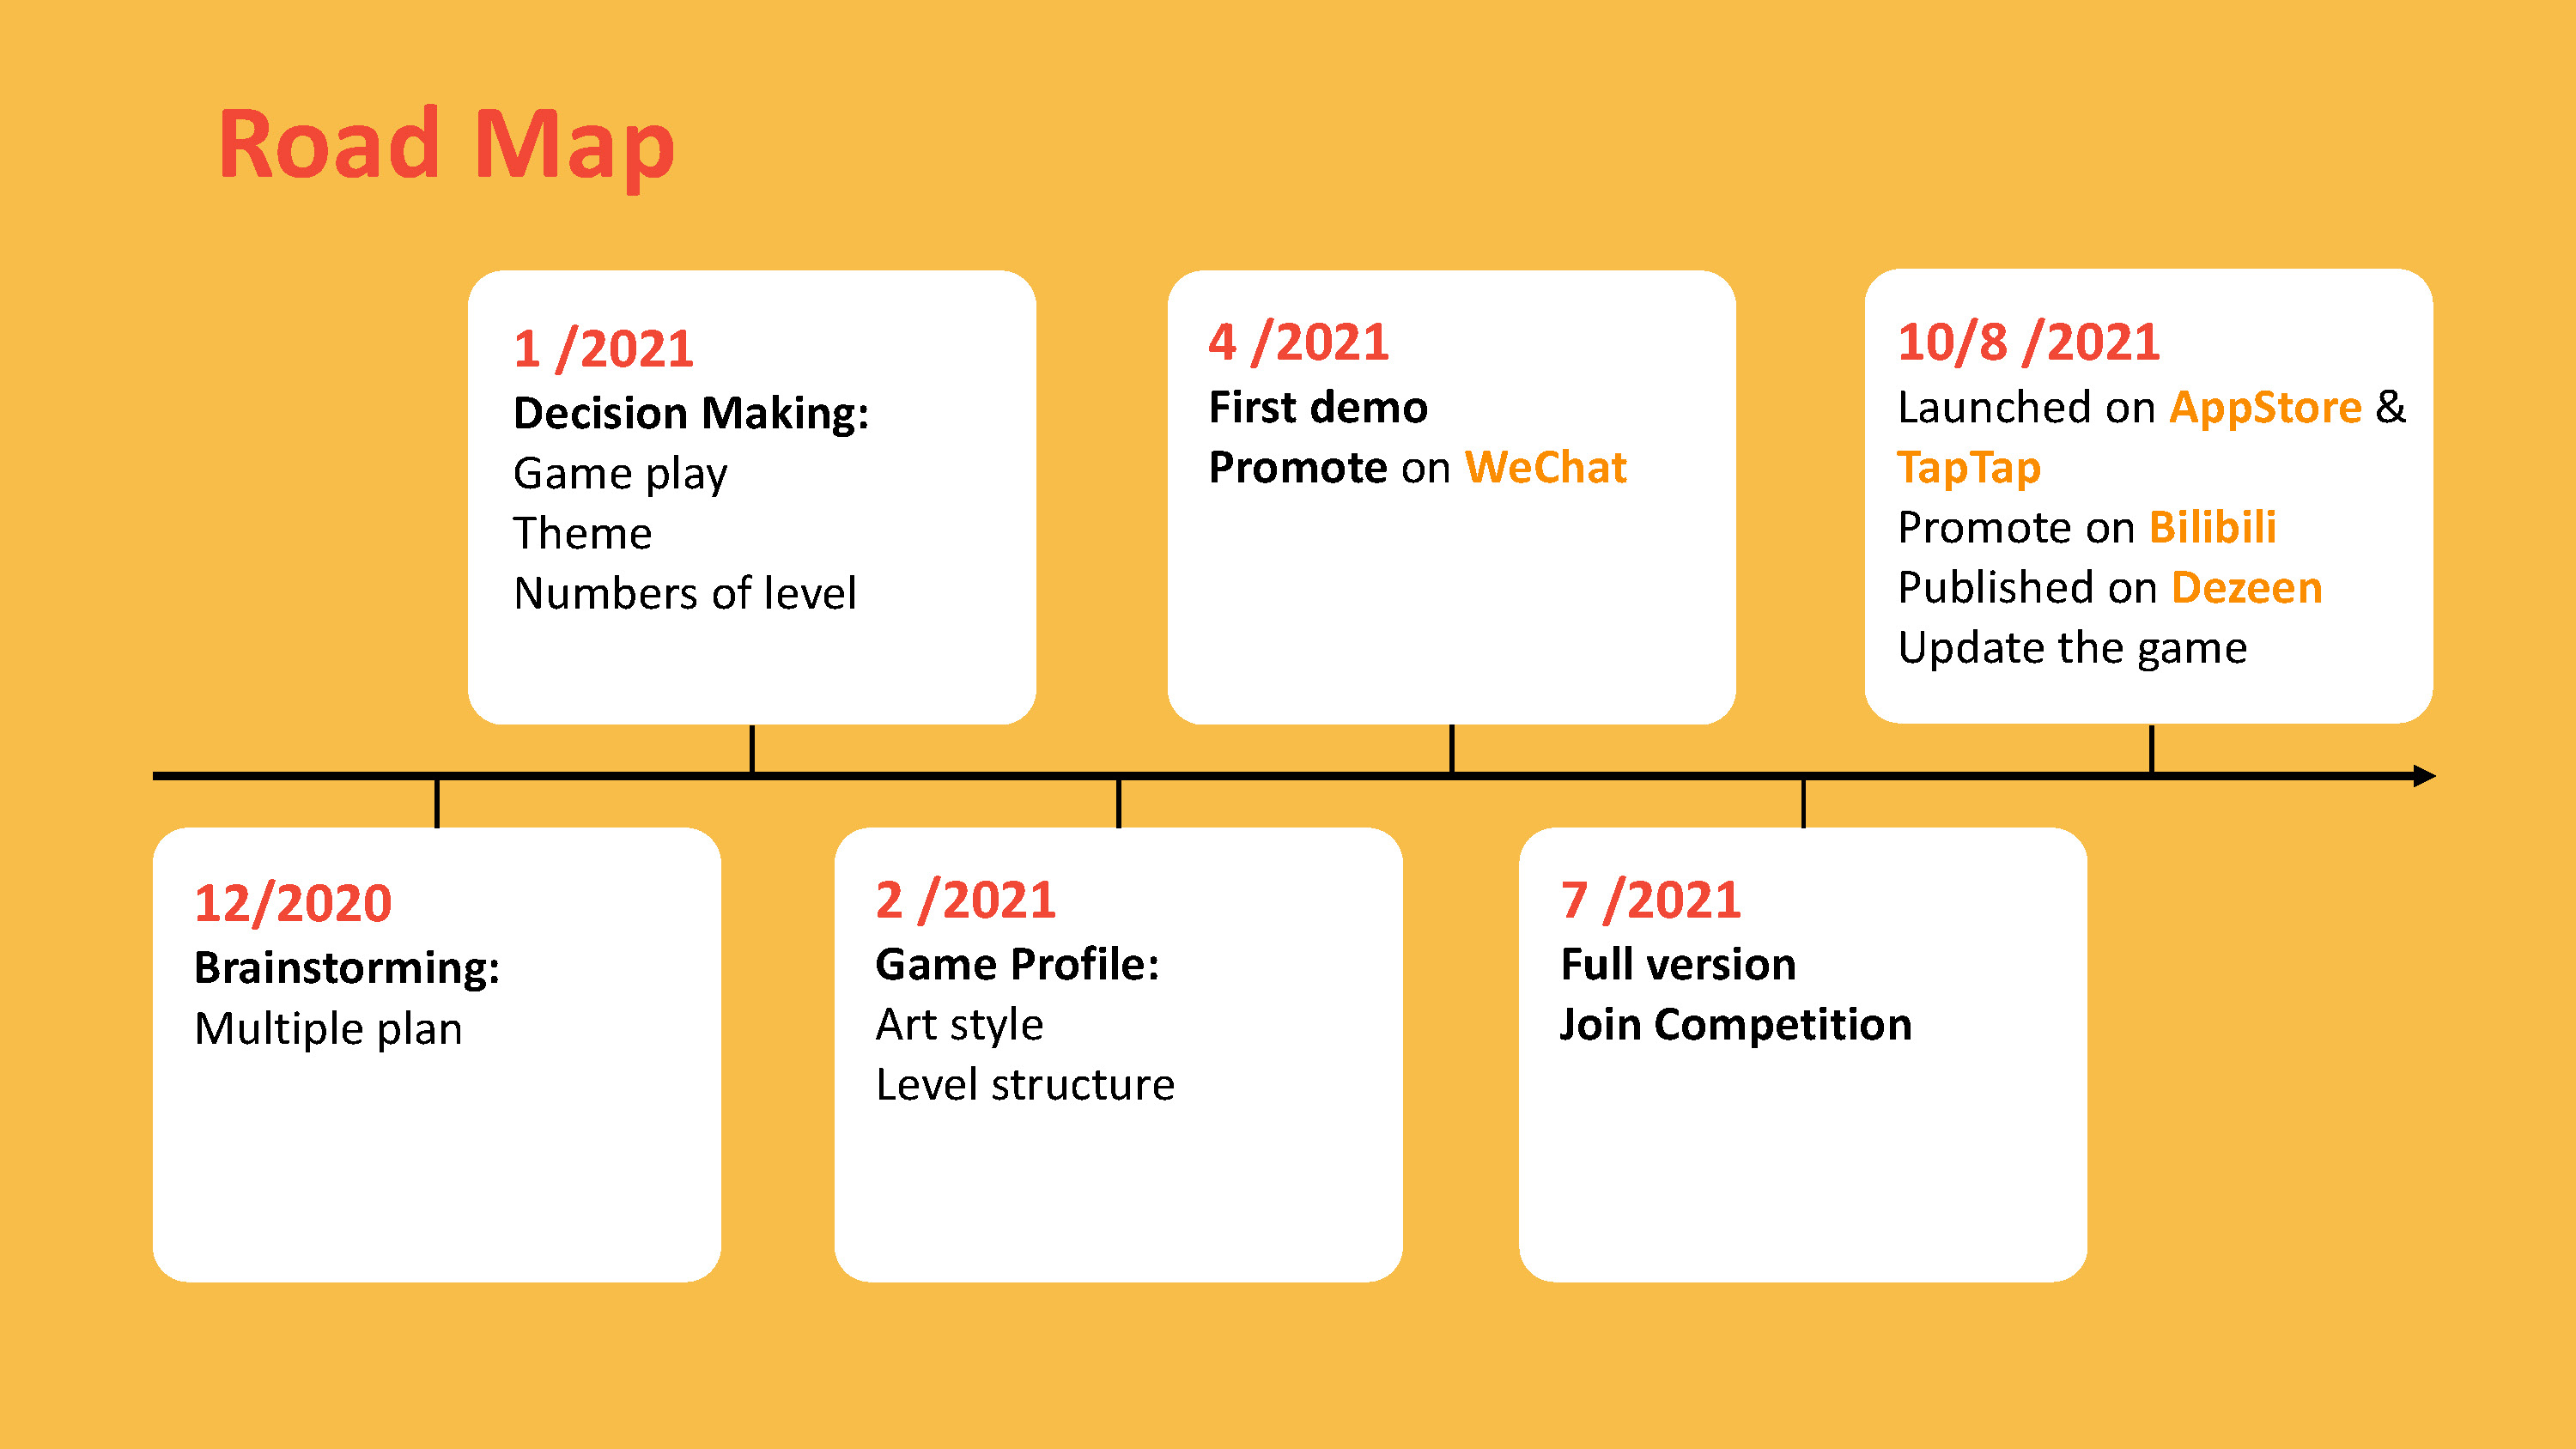 Road Map
1 /2021
Decision Making:
Game play
Theme
Numbers of level
4 /2021
First demo
Promote on WeChat
10/8 /2021
Launched on AppStore &
TapTap
Promote on Bilibili
Published on Dezeen
Update the game
12/2020
Brainstorming:
Multiple plan
2 /2021
Game Profile:
Art style
Level structure
7 /2021
Full version
Join Competition